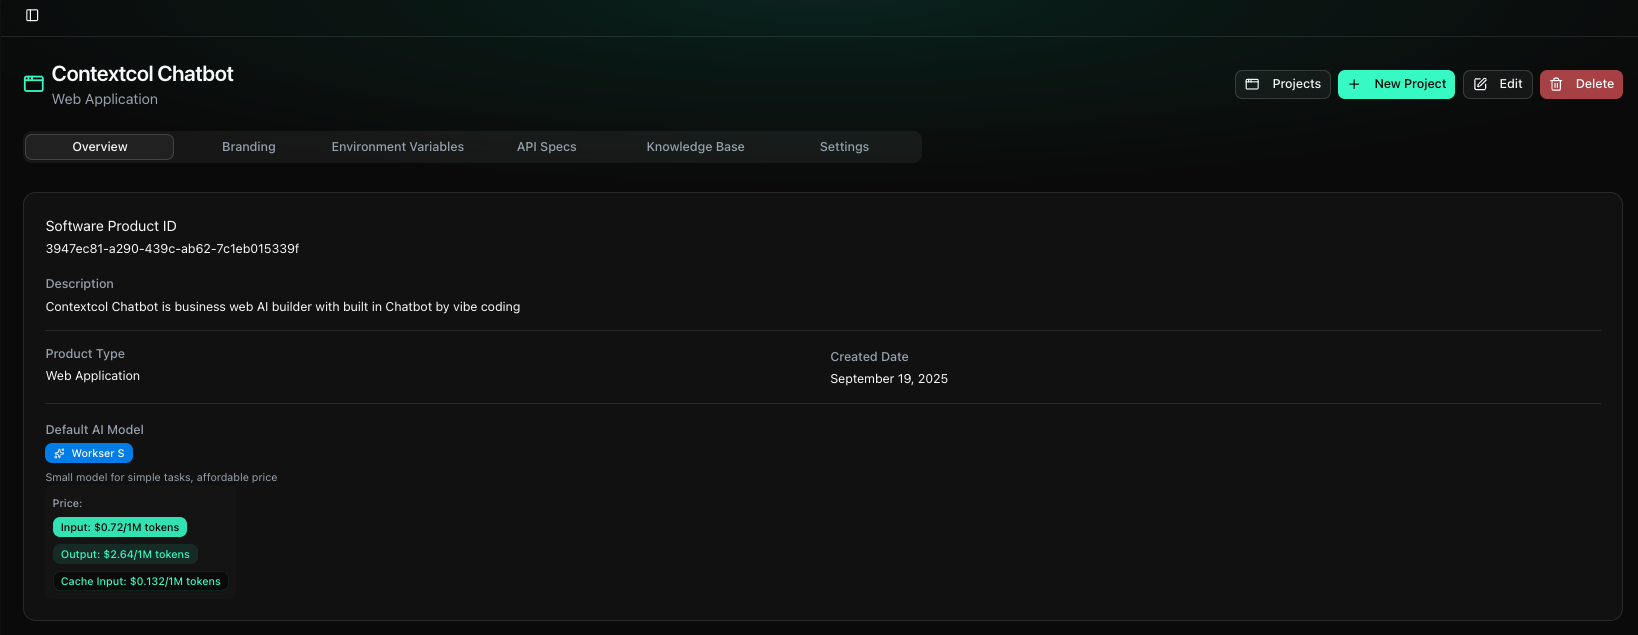 Contextcol Chatbot
Web Application
Projects
New Project
Edit
Delete
Overview
Branding
Environment Variables
API Specs
Knowledge Base
Settings
Software Product ID
3947ec81-a290-439c-ab62-7c1eb015339f
Description
Contextcol Chatbot is business web AI builder with built in Chatbot by vibe coding
Product Type
Web Application
Created Date
September 19, 2025
Default AI Model
Workser S
Small model for simple tasks, affordable price
Price:
Input: $0.72/1M tokens
Output: $2.64/1M tokens
Cache Input: $0.132/1M tokens